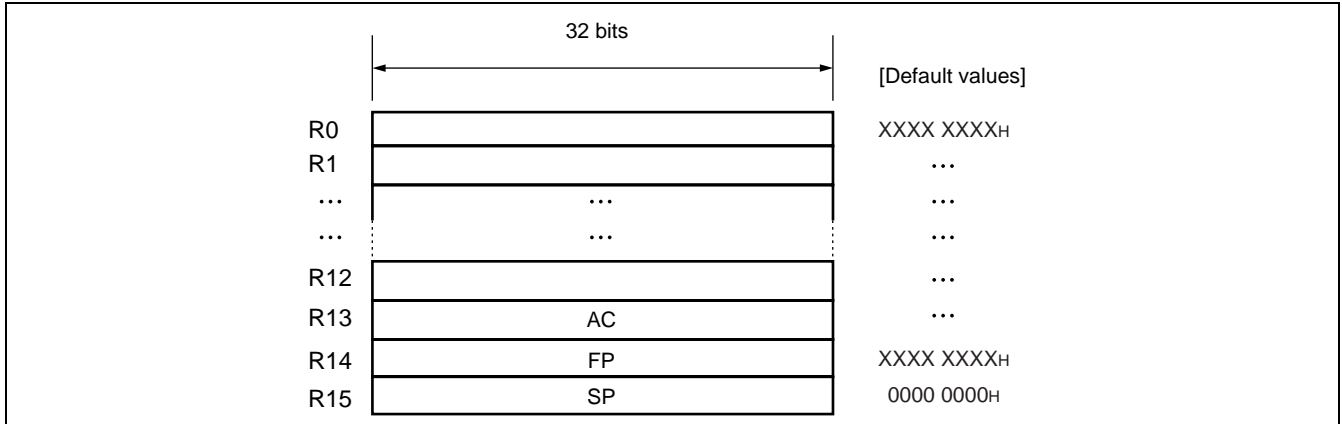 32 bits
[Default values]
R0 XXXX XXXXH
R1 ...
... ... ...
... ... ...
R12 ...
R13 AC ...
R14 FP XXXX XXXXH
R15 SP 0000 0000H